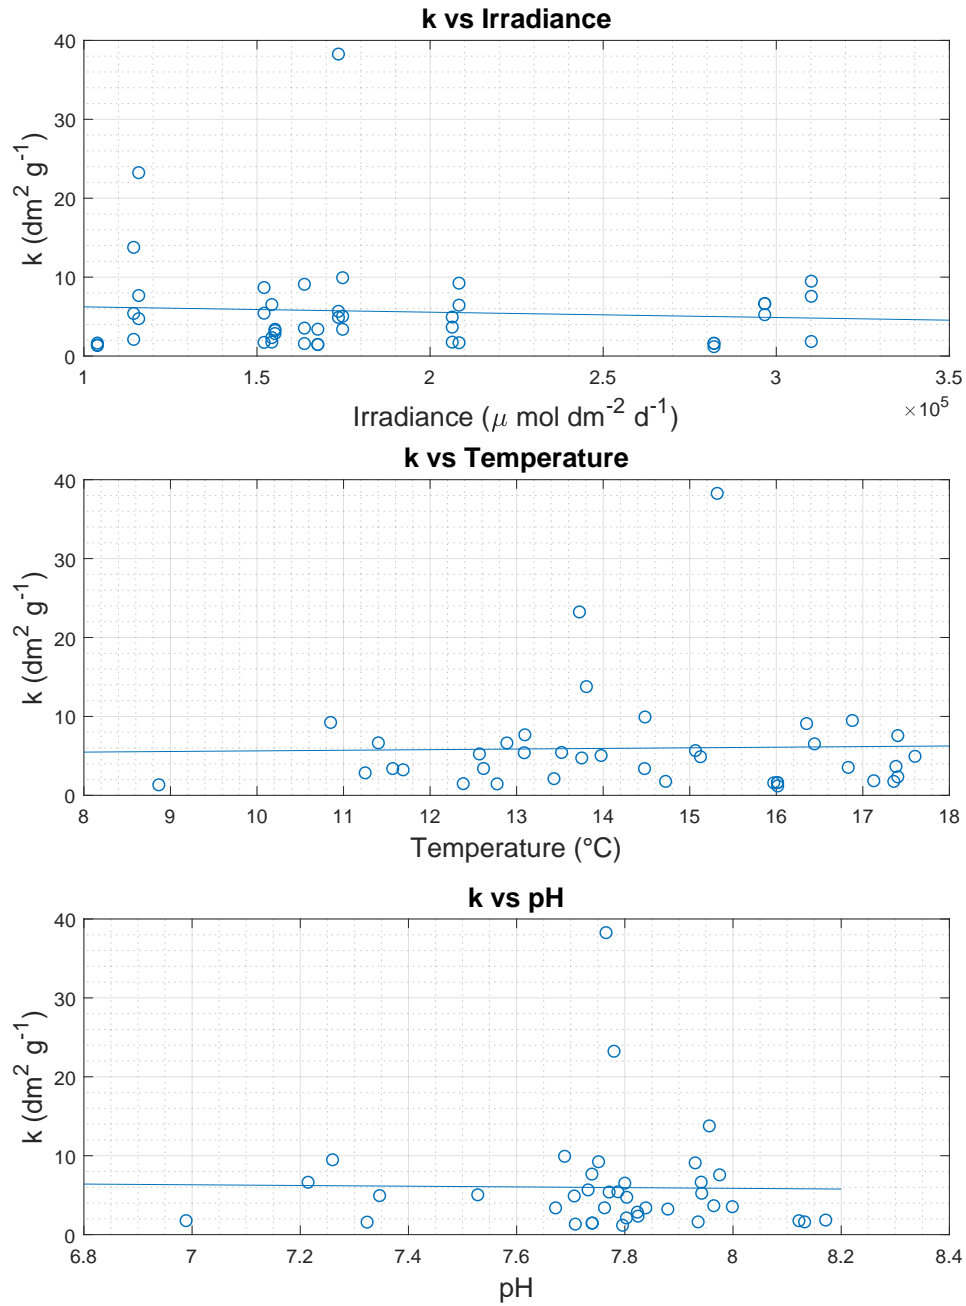 k vs Irradiance
40
30
20
10
0
k (dm² g⁻¹)
1 1.5 2 2.5 3 3.5
×10⁵
Irradiance (μ mol dm⁻² d⁻¹)
k vs Temperature
40
30
20
10
0
k (dm² g⁻¹)
8 9 10 11 12 13 14 15 16 17 18
Temperature (°C)
k vs pH
40
30
20
10
0
k (dm² g⁻¹)
6.8 7 7.2 7.4 7.6 7.8 8 8.2 8.4
pH